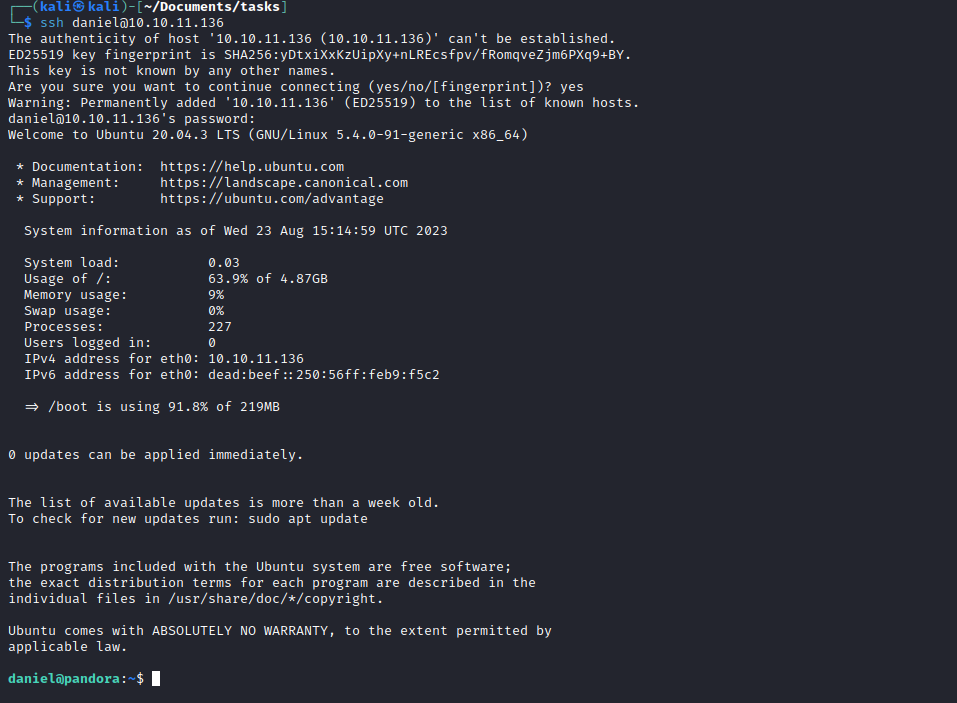 ┌──(kali㉿kali)-[~/Documents/tasks]
└─$ ssh daniel@10.10.11.136
The authenticity of host '10.10.11.136 (10.10.11.136)' can't be established.
ED25519 key fingerprint is SHA256:yDtxiXxKzUipXy+nLREcsfpv/fRomqveZjm6PXq9+BY.
This key is not known by any other names.
Are you sure you want to continue connecting (yes/no/[fingerprint])? yes
Warning: Permanently added '10.10.11.136' (ED25519) to the list of known hosts.
daniel@10.10.11.136's password:
Welcome to Ubuntu 20.04.3 LTS (GNU/Linux 5.4.0-91-generic x86_64)
* Documentation: https://help.ubuntu.com
* Management: https://landscape.canonical.com
* Support: https://ubuntu.com/advantage
System information as of Wed 23 Aug 15:14:59 UTC 2023
System load: 0.03
Usage of /: 63.9% of 4.87GB
Memory usage: 9%
Swap usage: 0%
Processes: 227
Users logged in: 0
IPv4 address for eth0: 10.10.11.136
IPv6 address for eth0: dead:beef::250:56ff:feb9:f5c2
=> /boot is using 91.8% of 219MB
0 updates can be applied immediately.
The list of available updates is more than a week old.
To check for new updates run: sudo apt update
The programs included with the Ubuntu system are free software;
the exact distribution terms for each program are described in the
individual files in /usr/share/doc/*/copyright.
Ubuntu comes with ABSOLUTELY NO WARRANTY, to the extent permitted by
applicable law.
daniel@pandora:~$